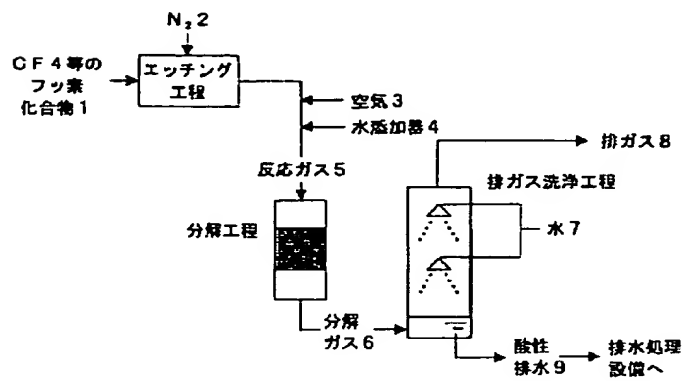 N₂2
CF4等の
フッ素
化合物1
エッチング
工程
空気3
水添加器4
反応ガス5
分解工程
分解
ガス6
排ガス8
排ガス洗浄工程
水7
酸性
排水9
排水処理
設備へ